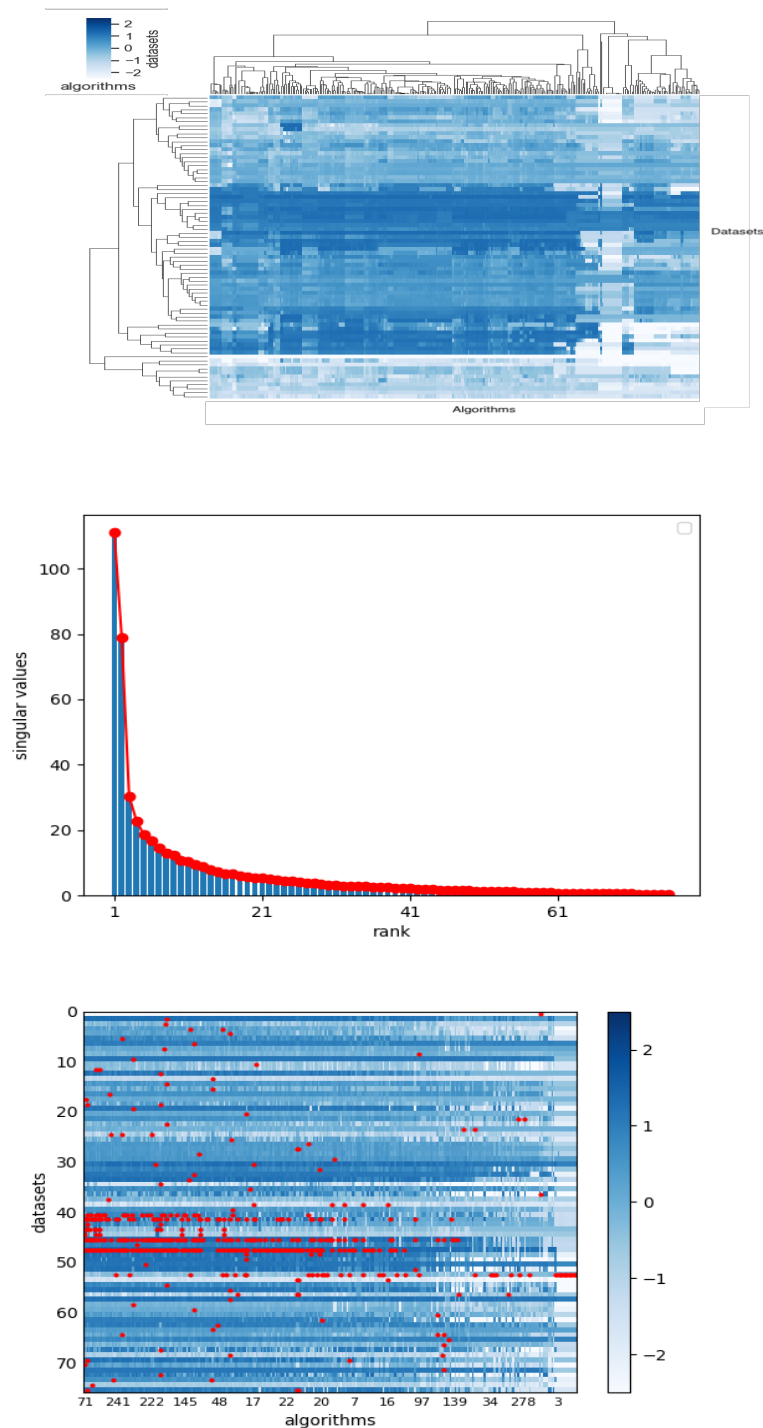 2
1
0
−1
−2
datasets
algorithms
Datasets
Algorithms
100
80
60
40
20
0
singular values
1 21 41 61
rank
0
10
20
30
40
50
60
70
datasets
71 241 222 145 48 17 22 20 7 16 97 139 34 278 3
algorithms
2
1
0
−1
−2